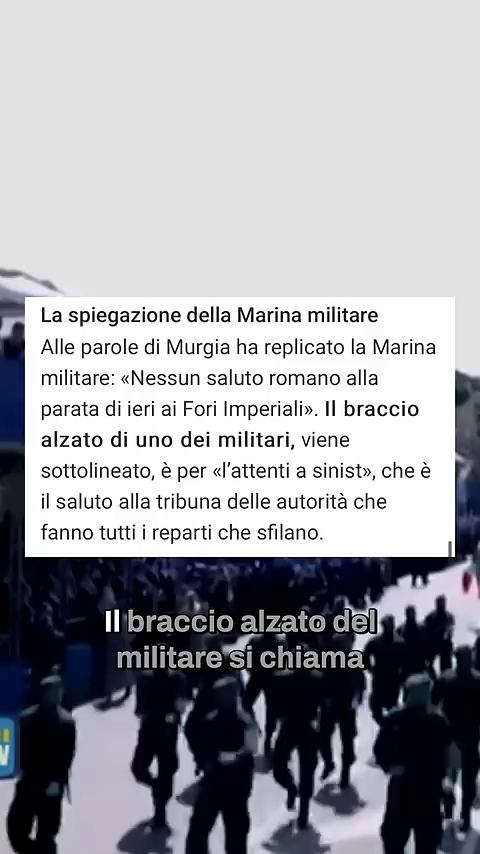 La spiegazione della Marina militare
Alle parole di Murgia ha replicato la Marina
militare: «Nessun saluto romano alla
parata di ieri ai Fori Imperiali». Il braccio
alzato di uno dei militari, viene
sottolineato, è per «l’attenti a sinist», che è
il saluto alla tribuna delle autorità che
fanno tutti i reparti che sfilano.
Il braccio alzato del
militare si chiama